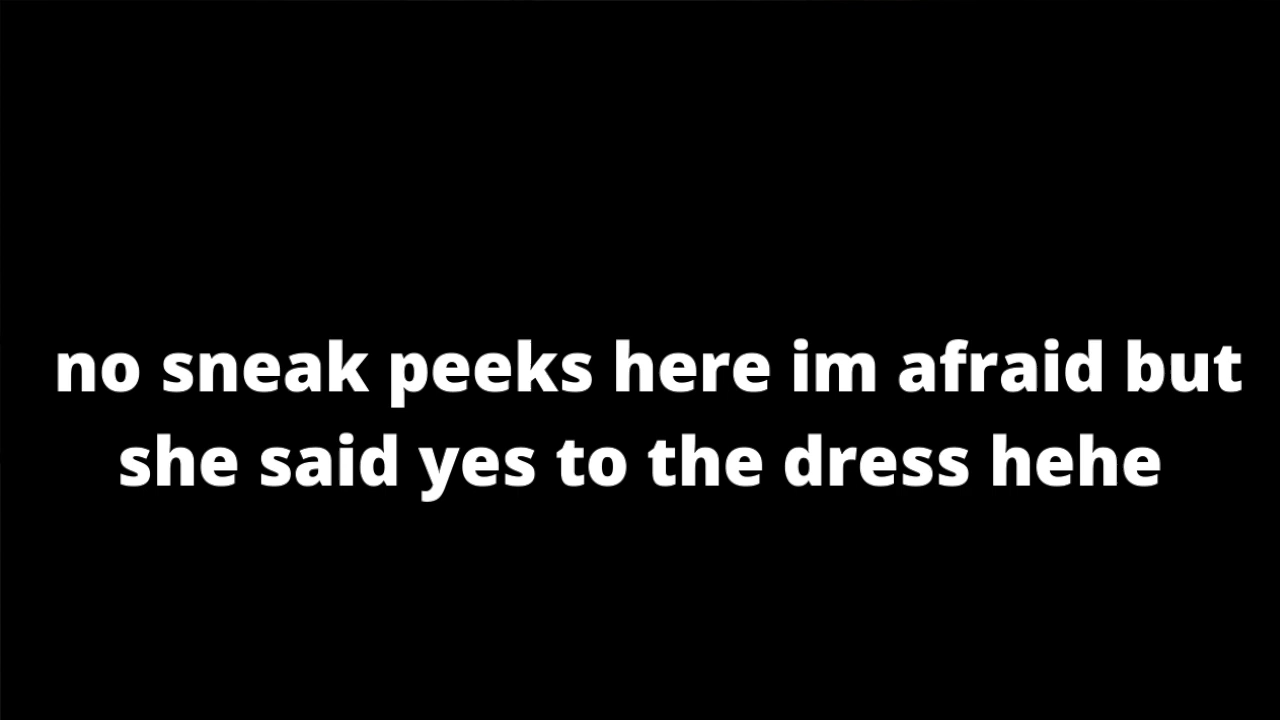 no sneak peeks here im afraid but
she said yes to the dress hehe